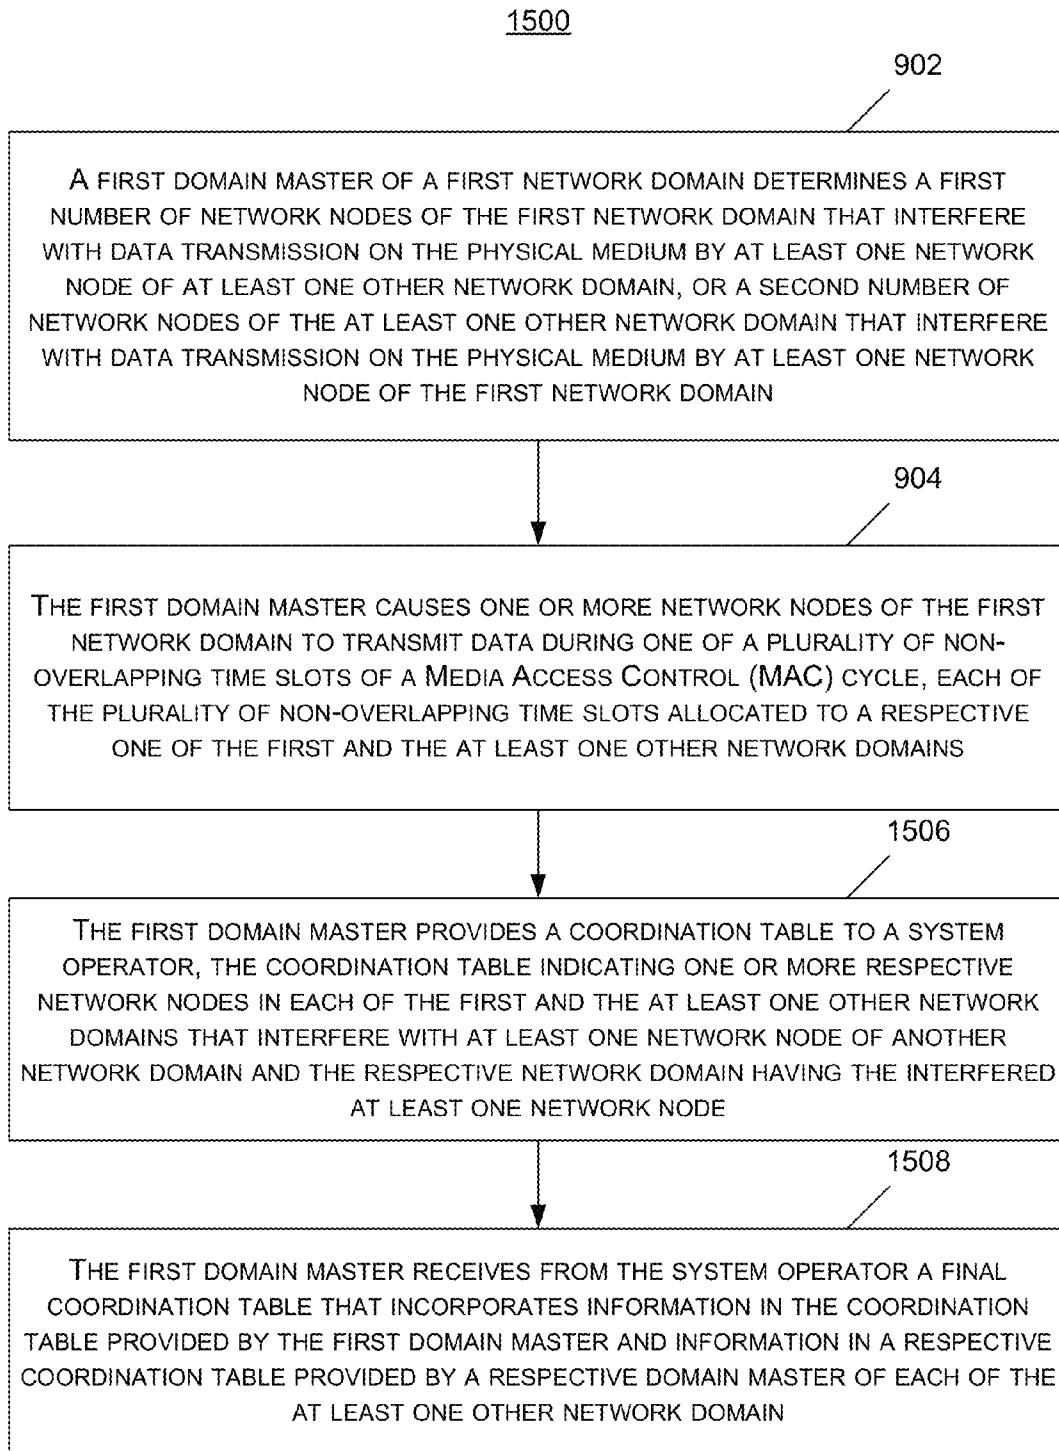 1500
902
A FIRST DOMAIN MASTER OF A FIRST NETWORK DOMAIN DETERMINES A FIRST
NUMBER OF NETWORK NODES OF THE FIRST NETWORK DOMAIN THAT INTERFERE
WITH DATA TRANSMISSION ON THE PHYSICAL MEDIUM BY AT LEAST ONE NETWORK
NODE OF AT LEAST ONE OTHER NETWORK DOMAIN, OR A SECOND NUMBER OF
NETWORK NODES OF THE AT LEAST ONE OTHER NETWORK DOMAIN THAT INTERFERE
WITH DATA TRANSMISSION ON THE PHYSICAL MEDIUM BY AT LEAST ONE NETWORK
NODE OF THE FIRST NETWORK DOMAIN
904
THE FIRST DOMAIN MASTER CAUSES ONE OR MORE NETWORK NODES OF THE FIRST
NETWORK DOMAIN TO TRANSMIT DATA DURING ONE OF A PLURALITY OF NON-
OVERLAPPING TIME SLOTS OF A MEDIA ACCESS CONTROL (MAC) CYCLE, EACH OF
THE PLURALITY OF NON-OVERLAPPING TIME SLOTS ALLOCATED TO A RESPECTIVE
ONE OF THE FIRST AND THE AT LEAST ONE OTHER NETWORK DOMAINS
1506
THE FIRST DOMAIN MASTER PROVIDES A COORDINATION TABLE TO A SYSTEM
OPERATOR, THE COORDINATION TABLE INDICATING ONE OR MORE RESPECTIVE
NETWORK NODES IN EACH OF THE FIRST AND THE AT LEAST ONE OTHER NETWORK
DOMAINS THAT INTERFERE WITH AT LEAST ONE NETWORK NODE OF ANOTHER
NETWORK DOMAIN AND THE RESPECTIVE NETWORK DOMAIN HAVING THE INTERFERED
AT LEAST ONE NETWORK NODE
1508
THE FIRST DOMAIN MASTER RECEIVES FROM THE SYSTEM OPERATOR A FINAL
COORDINATION TABLE THAT INCORPORATES INFORMATION IN THE COORDINATION
TABLE PROVIDED BY THE FIRST DOMAIN MASTER AND INFORMATION IN A RESPECTIVE
COORDINATION TABLE PROVIDED BY A RESPECTIVE DOMAIN MASTER OF EACH OF THE
AT LEAST ONE OTHER NETWORK DOMAIN